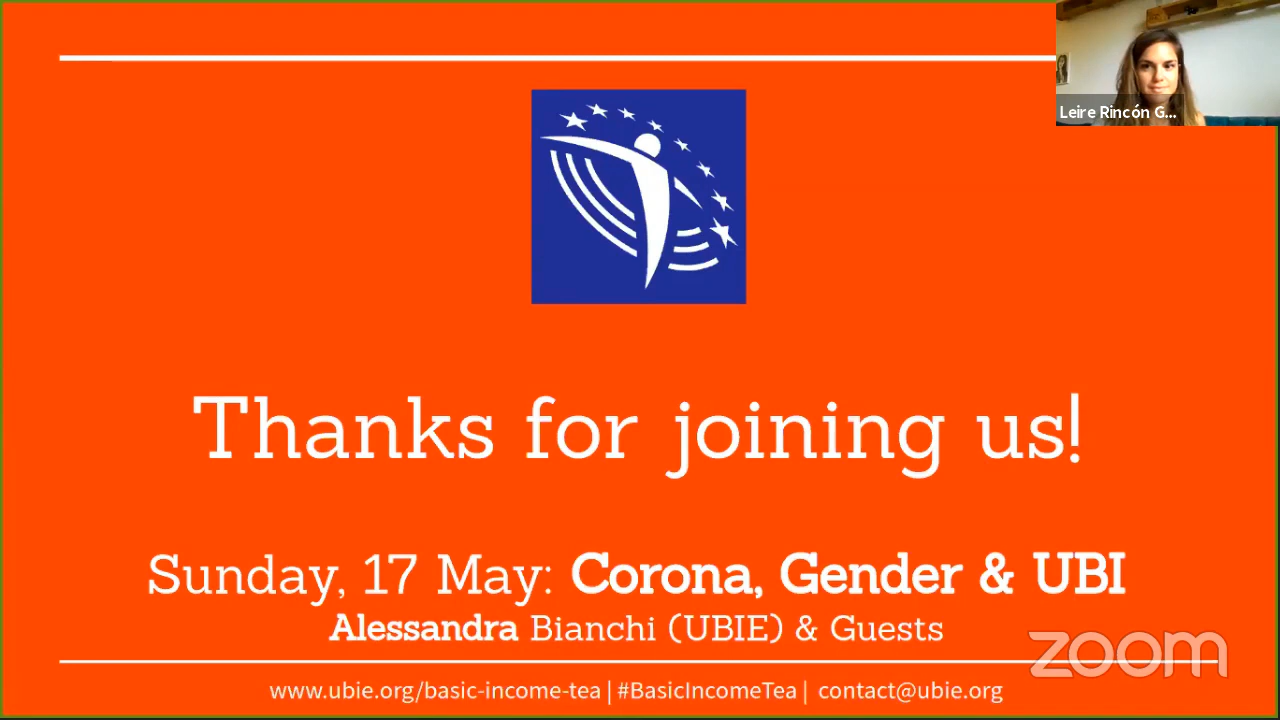 Leire Rincón G...
Thanks for joining us!
Sunday, 17 May: Corona, Gender & UBI
Alessandra Bianchi (UBIE) & Guests
zoom
www.ubie.org/basic-income-tea | #BasicIncomeTea | contact@ubie.org